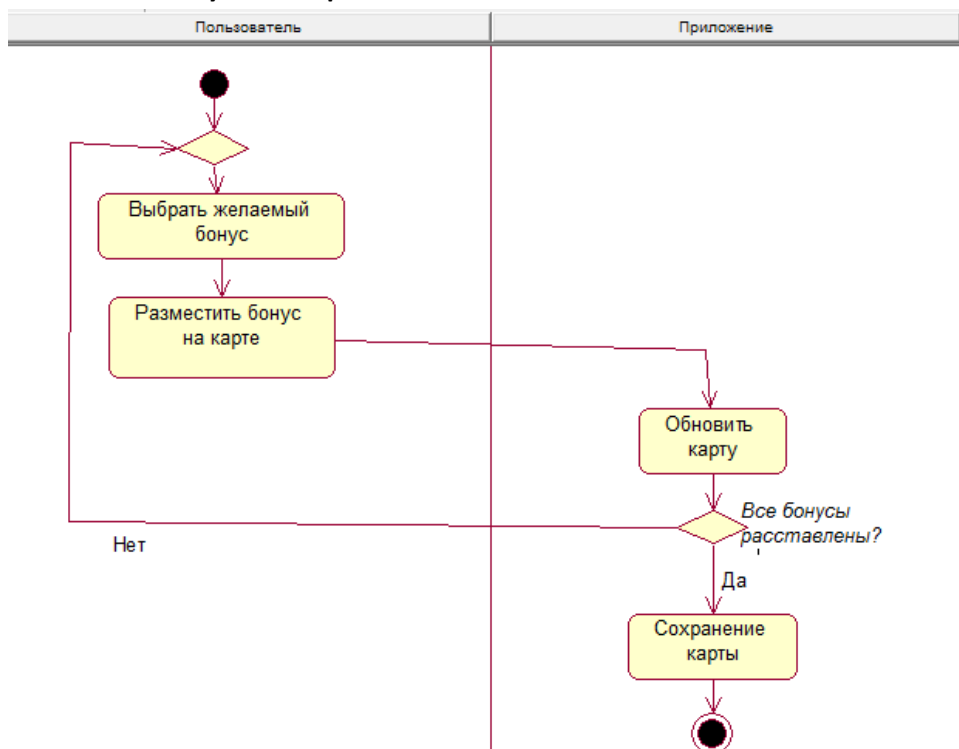 Пользователь
Приложение
Выбрать желаемый
бонус
Разместить бонус
на карте
Обновить
карту
Все бонусы
расставлены?
Нет
Да
Сохранение
карты